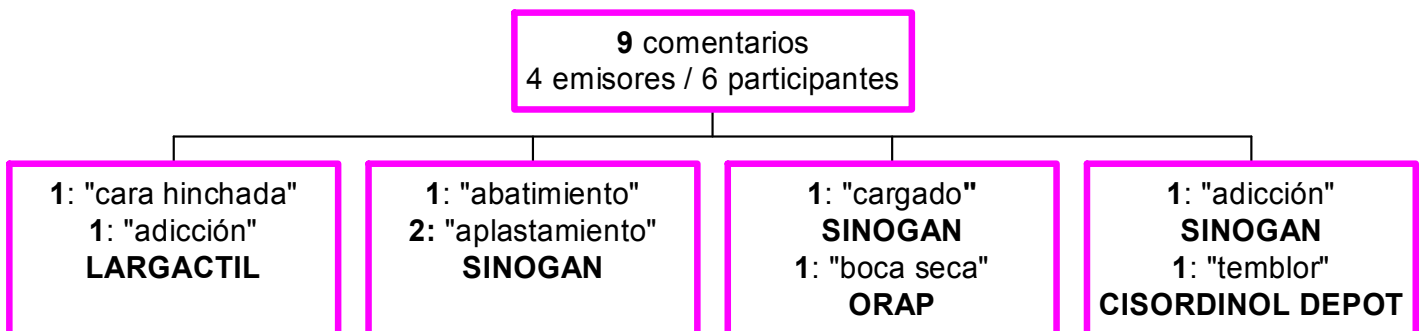 9 comentarios
4 emisores / 6 participantes
1: "cara hinchada"
1: "adicción"
LARGACTIL
1: "abatimiento"
2: "aplastamiento"
SINOGAN
1: "cargado"
SINOGAN
1: "boca seca"
ORAP
1: "adicción"
SINOGAN
1: "temblor"
CISORDINOL DEPOT